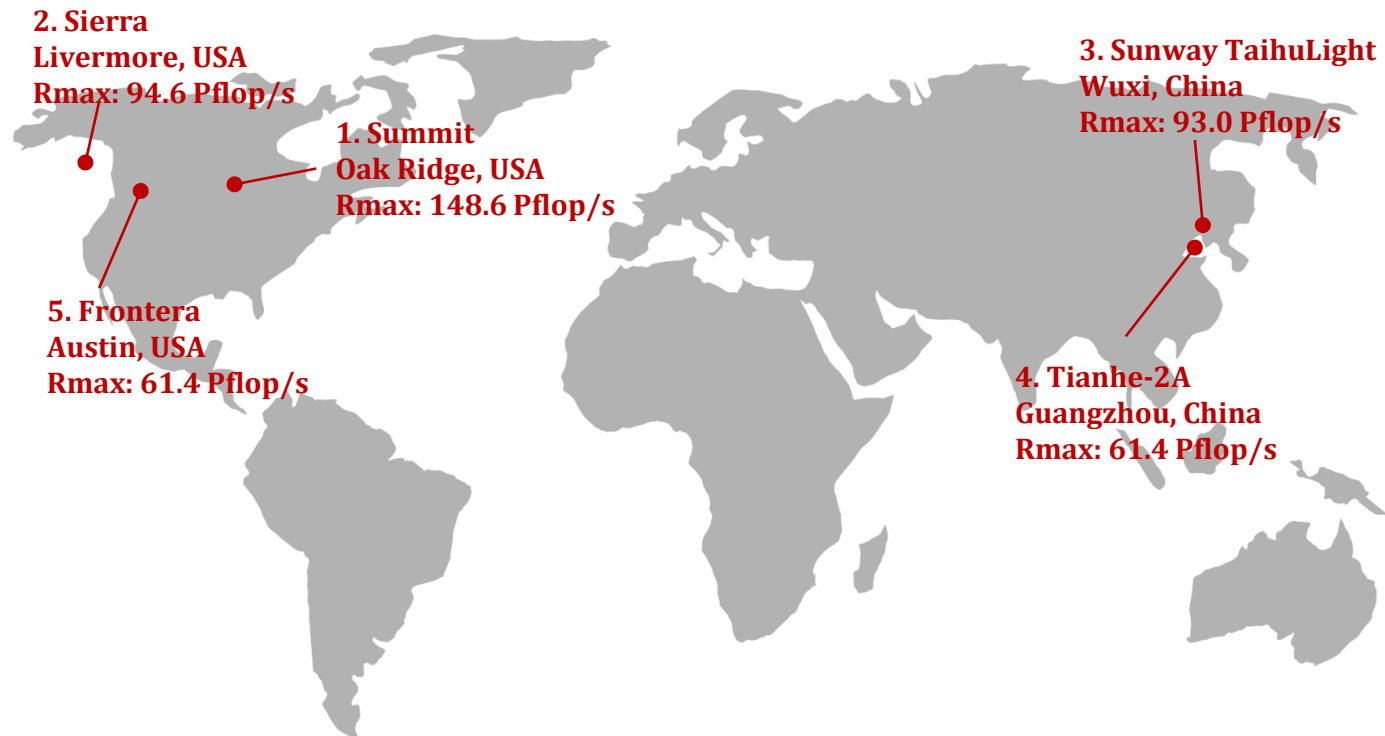 2. Sierra
Livermore, USA
Rmax: 94.6 Pflop/s
3. Sunway TaihuLight
Wuxi, China
Rmax: 93.0 Pflop/s
1. Summit
Oak Ridge, USA
Rmax: 148.6 Pflop/s
5. Frontera
Austin, USA
Rmax: 61.4 Pflop/s
4. Tianhe-2A
Guangzhou, China
Rmax: 61.4 Pflop/s